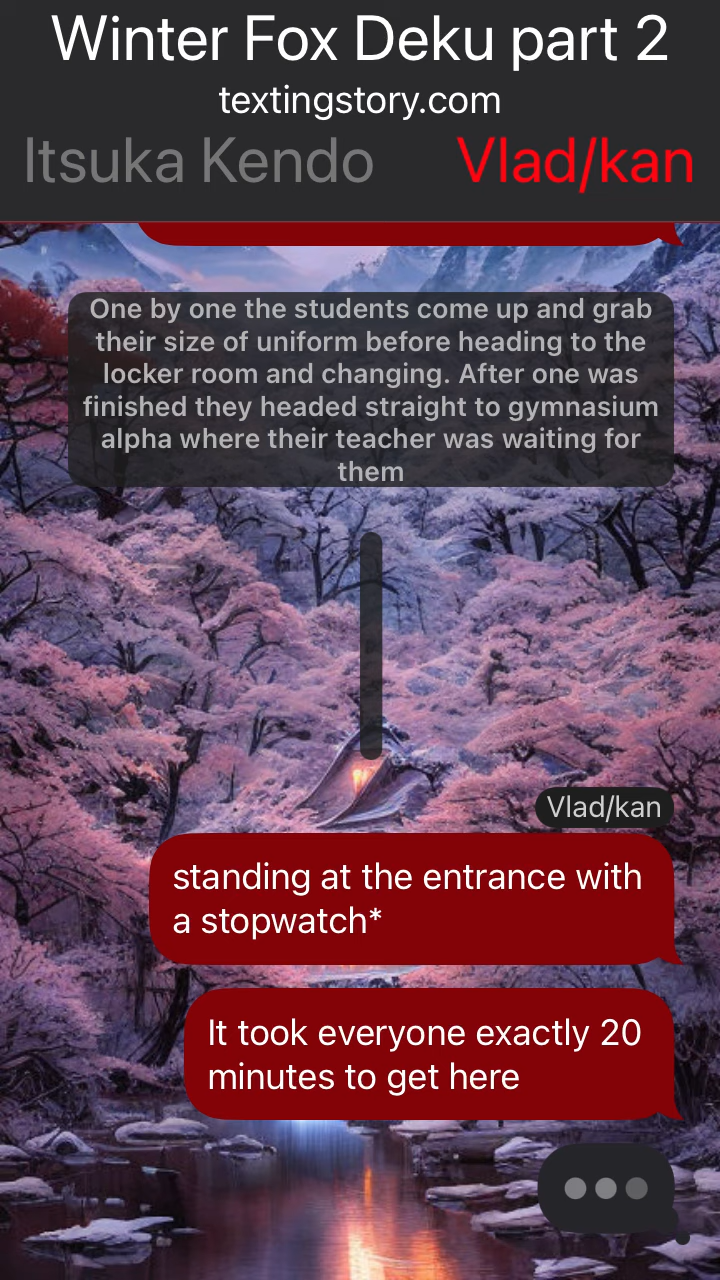 Winter Fox Deku part 2
textingstory.com
Itsuka Kendo
Vlad/kan
One by one the students come up and grab
their size of uniform before heading to the
locker room and changing. After one was
finished they headed straight to gymnasium
alpha where their teacher was waiting for
them
Vlad/kan
standing at the entrance with
a stopwatch*
It took everyone exactly 20
minutes to get here